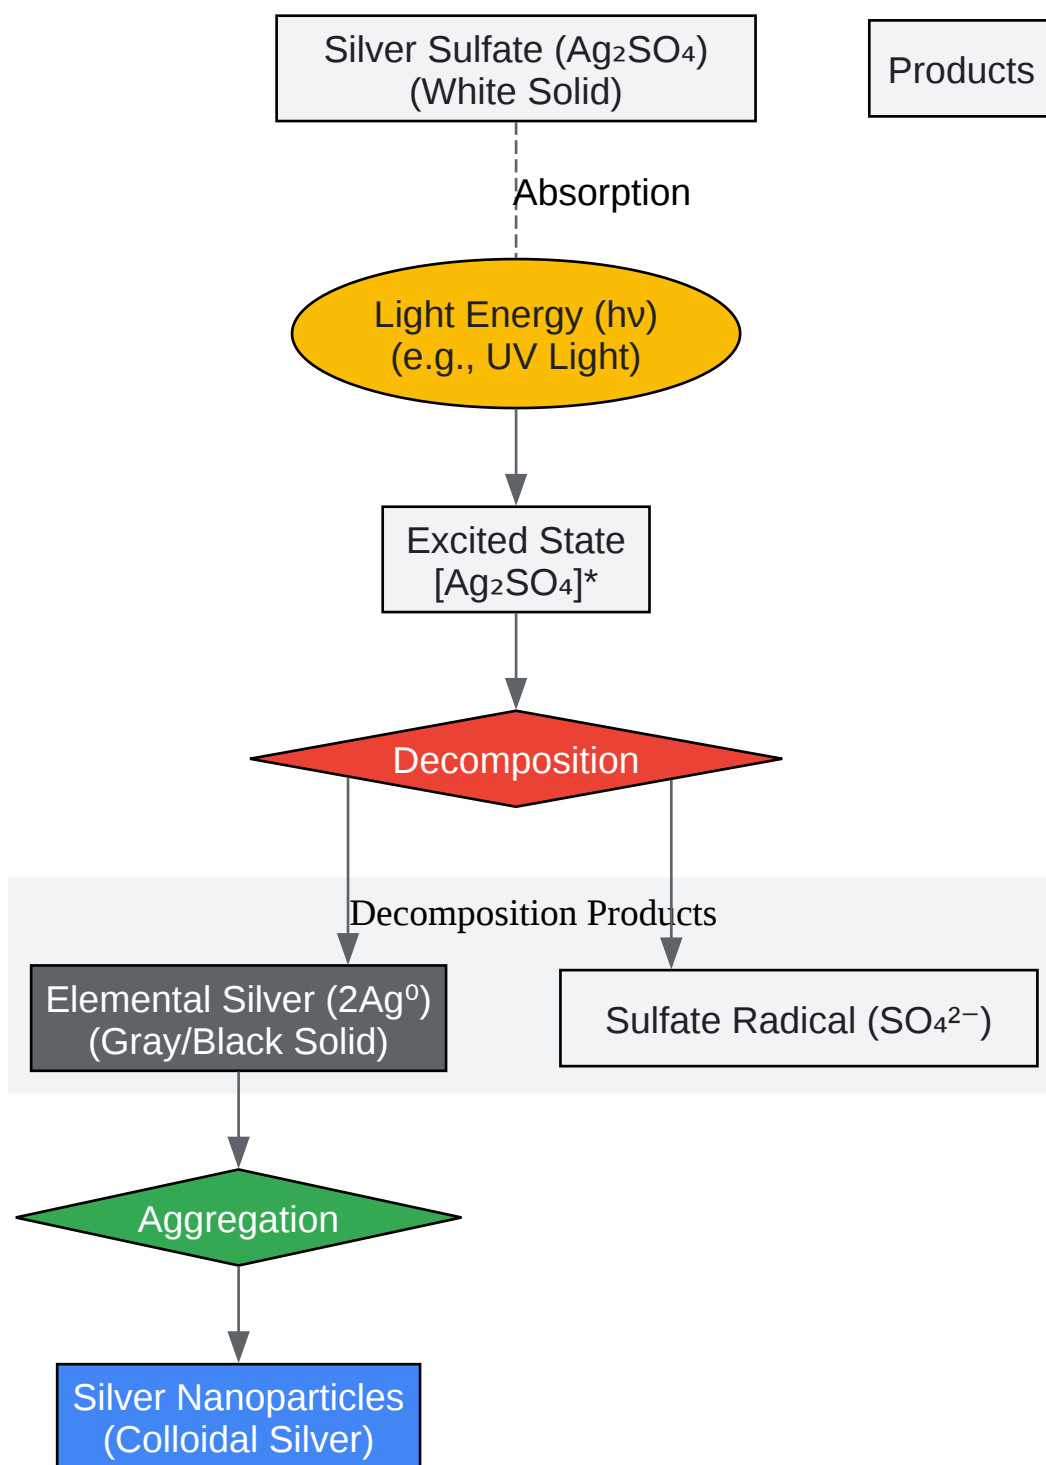 Silver Sulfate (Ag₂SO₄)
(White Solid)
Products
Absorption
Light Energy (hν)
(e.g., UV Light)
Excited State
[Ag₂SO₄]*
Decomposition
Decomposition Products
Elemental Silver (2Ag⁰)
(Gray/Black Solid)
Sulfate Radical (SO₄²⁻)
Aggregation
Silver Nanoparticles
(Colloidal Silver)